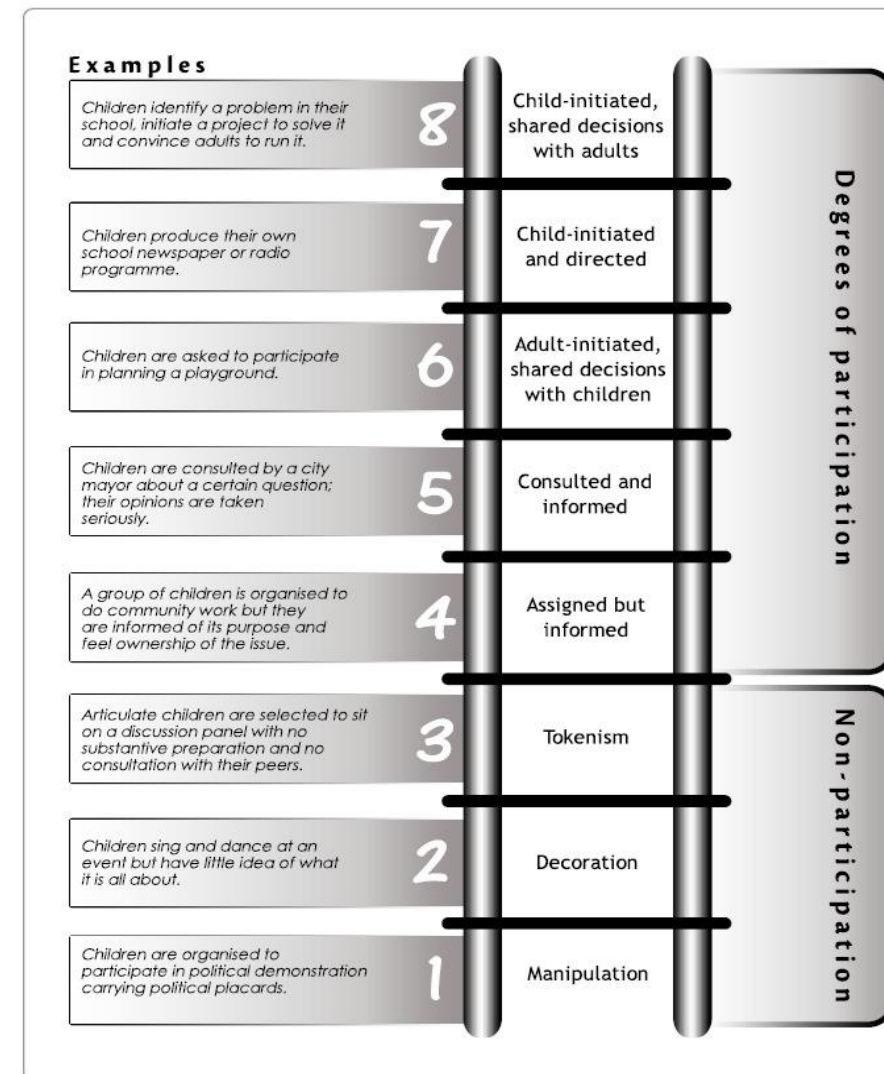 Examples
Children identify a problem in their
school, initiate a project to solve it
and convince adults to run it.
8
Child-initiated,
shared decisions
with adults
Children produce their own
school newspaper or radio
programme.
7
Child-initiated
and directed
Children are asked to participate
in planning a playground.
6
Adult-initiated,
shared decisions
with children
Children are consulted by a city
mayor about a certain question;
their opinions are taken
seriously.
5
Consulted and
informed
A group of children is organised to
do community work but they
are informed of its purpose and
feel ownership of the issue.
4
Assigned but
informed
Degrees of participation
Articulate children are selected to sit
on a discussion panel with no
substantive preparation and no
consultation with their peers.
3
Tokenism
Children sing and dance at an
event but have little idea of what
it is all about.
2
Decoration
Children are organised to
participate in political demonstration
carrying political placards.
1
Manipulation
Non-participation